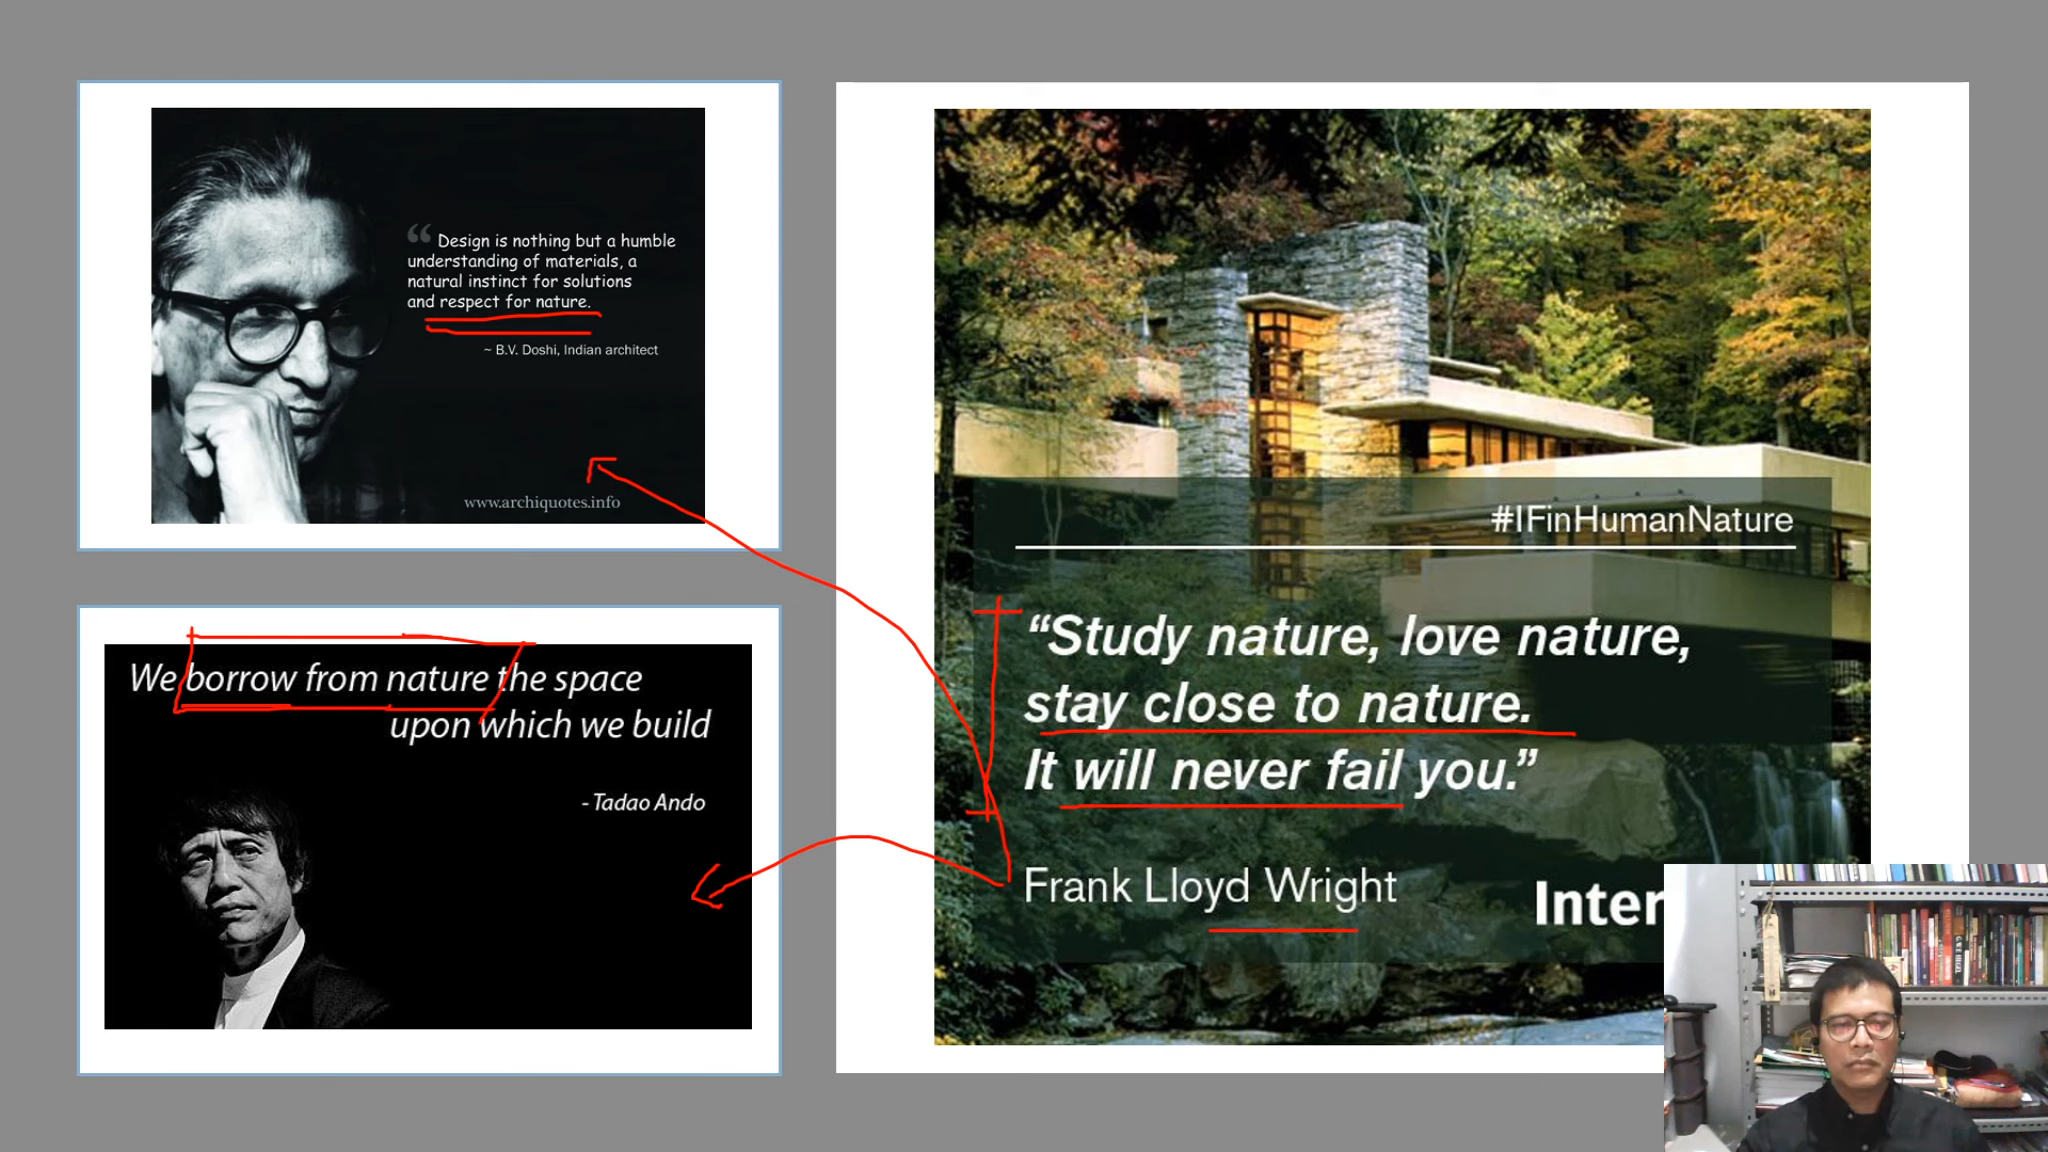 “ Design is nothing but a humble
understanding of materials, a
natural instinct for solutions
and respect for nature.
~ B.V. Doshi, Indian architect
www.archiquotes.info
We borrow from nature the space
upon which we build
- Tadao Ando
#IFinHumanNature
“Study nature, love nature,
stay close to nature.
It will never fail you.”
Frank Lloyd Wright
Inter